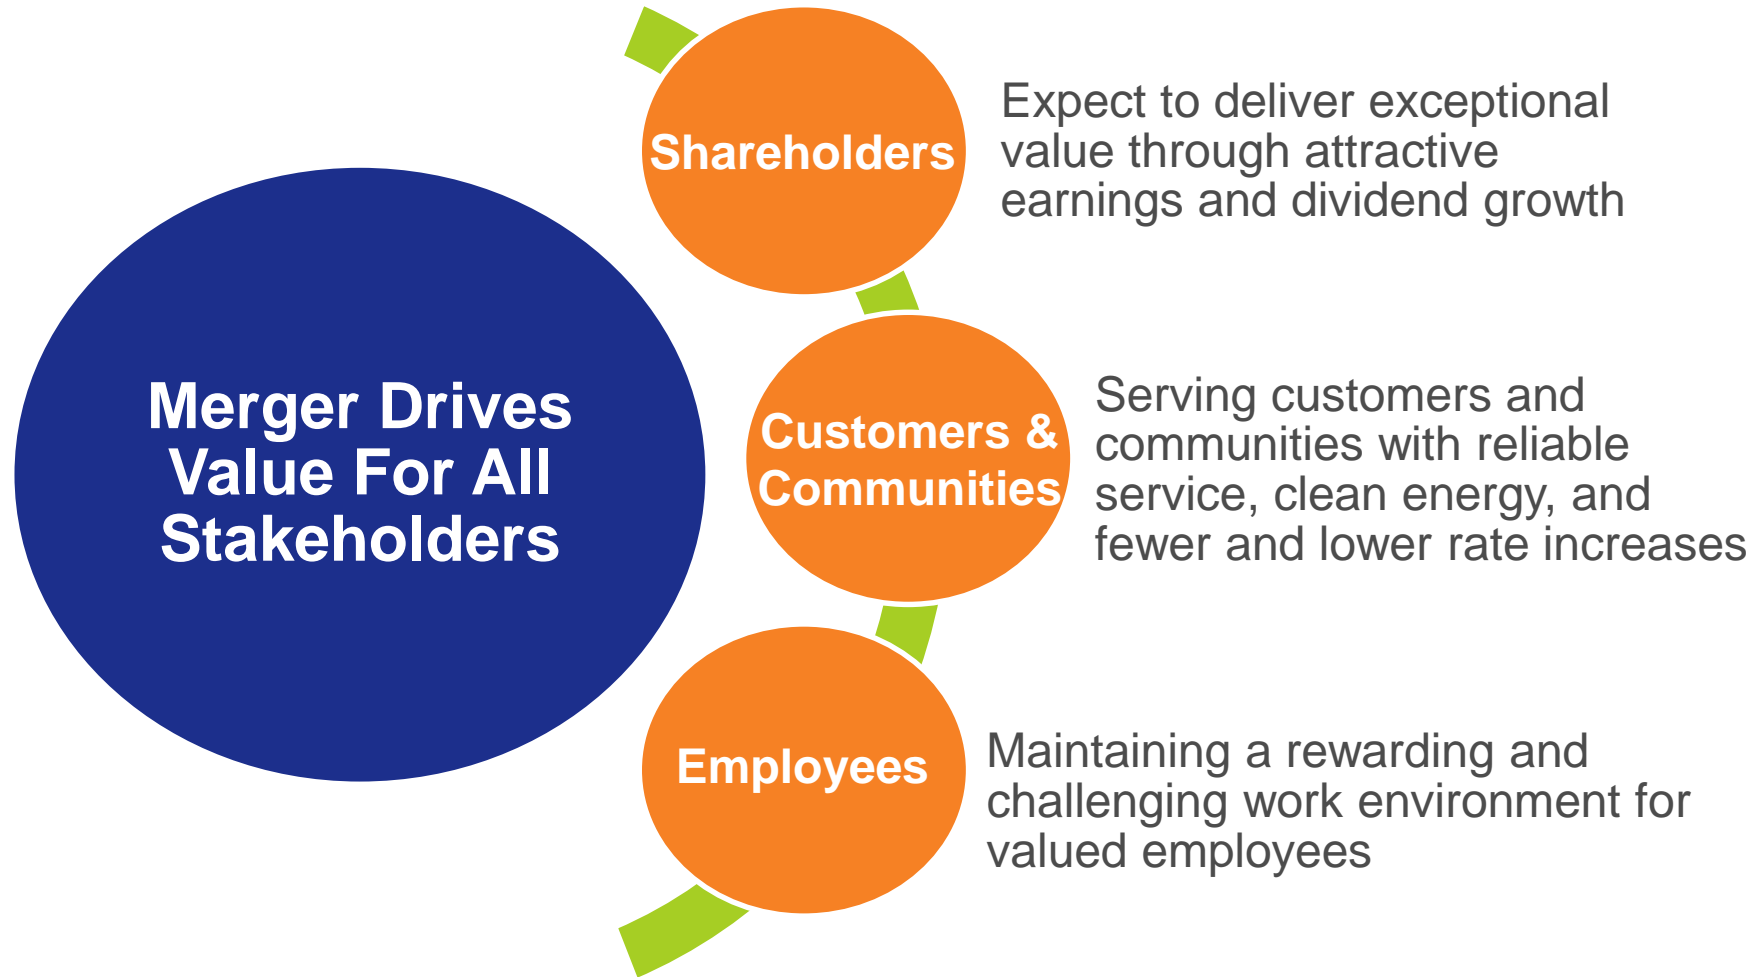 Merger Drives
Value For All
Stakeholders
Shareholders
Expect to deliver exceptional
value through attractive
earnings and dividend growth
Customers &
Communities
Serving customers and
communities with reliable
service, clean energy, and
fewer and lower rate increases
Employees
Maintaining a rewarding and
challenging work environment for
valued employees